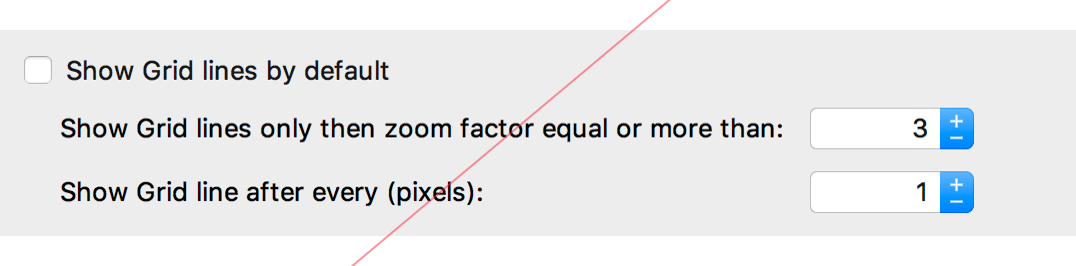 Show Grid lines by default
Show Grid lines only then zoom factor equal or more than: 3
Show Grid line after every (pixels): 1